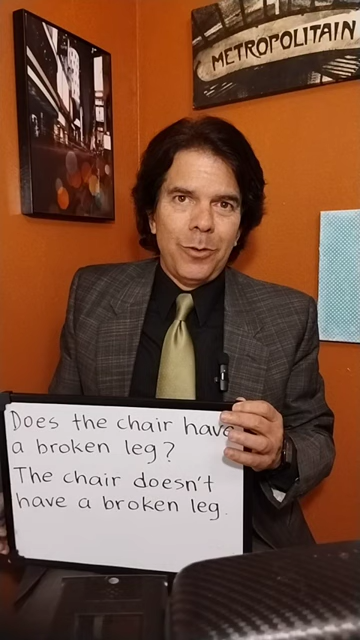 METROPOLITAIN
Does the chair have
a broken leg?
The chair doesn't
have a broken leg.